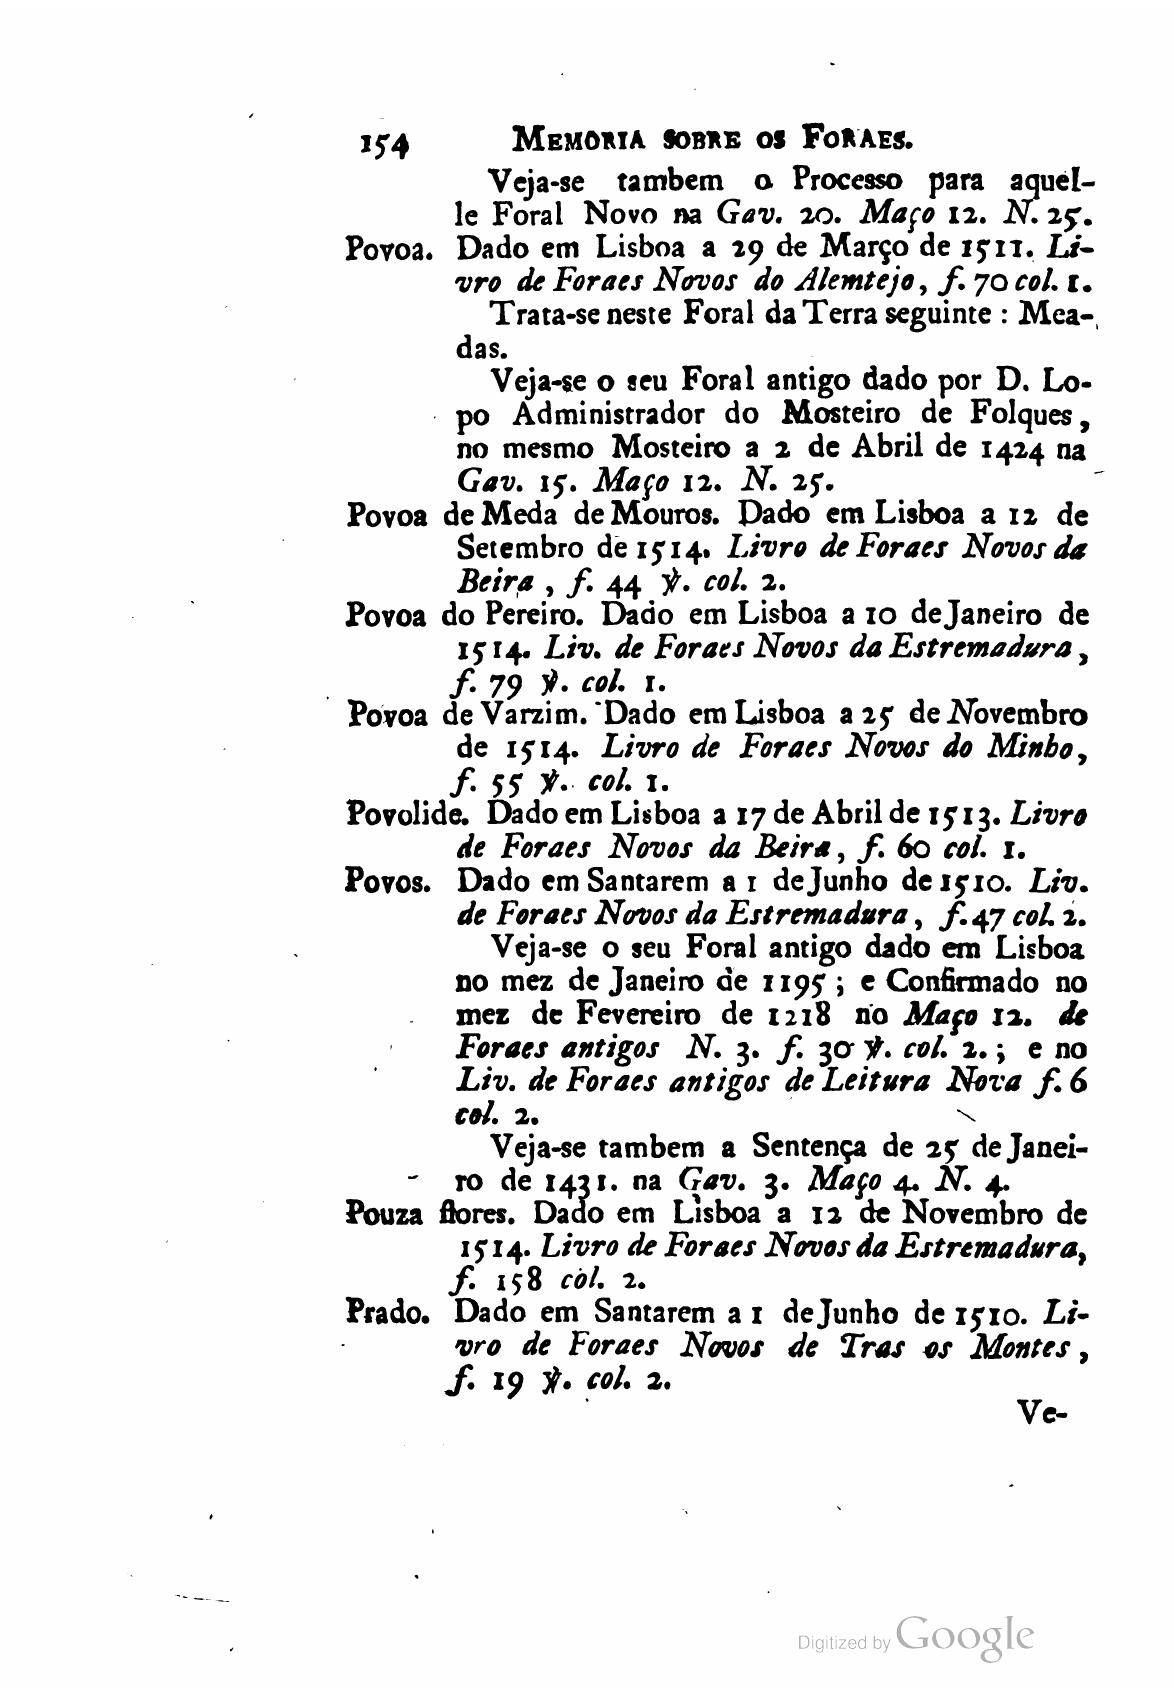 154 MEMORIA SOBRE OS FORAES.
Veja-se tambem o Processo para aquel-
le Foral Novo na Gav. 20. Maço 12. N. 25.
Povoa. Dado em Lisboa a 29 de Março de 1511. Li-
vro de Foraes Novos do Alemtejo, f. 70 col. 1.
Trata-se neste Foral da Terra seguinte : Mea-
das.
Veja-se o seu Foral antigo dado por D. Lo-
po Administrador do Mosteiro de Folques,
no mesmo Mosteiro a 2 de Abril de 1424 na
Gav. 15. Maço 12. N. 25.
Povoa de Meda de Mouros. Dado em Lisboa a 12 de
Setembro de 1514. Livro de Foraes Novos da
Beira, f. 44 ℣. col. 2.
Povoa do Pereiro. Dado em Lisboa a 10 de Janeiro de
1514. Liv. de Foraes Novos da Estremadura,
f. 79 ℣. col. 1.
Povoa de Varzim. Dado em Lisboa a 25 de Novembro
de 1514. Livro de Foraes Novos do Minho,
f. 55 ℣. col. 1.
Povolide. Dado em Lisboa a 17 de Abril de 1513. Livro
de Foraes Novos da Beira, f. 60 col. 1.
Povos. Dado em Santarem a 1 de Junho de 1510. Liv.
de Foraes Novos da Estremadura, f. 47 col. 2.
Veja-se o seu Foral antigo dado em Lisboa
no mez de Janeiro de 1195 ; e Confirmado no
mez de Fevereiro de 1218 no Maço 12. de
Foraes antigos N. 3. f. 30 ℣. col. 2. ; e no
Liv. de Foraes antigos de Leitura Nova f. 6
col. 2.
Veja-se tambem a Sentença de 25 de Janei-
ro de 1431. na Gav. 3. Maço 4. N. 4.
Pouza flores. Dado em Lisboa a 12 de Novembro de
1514. Livro de Foraes Novos da Estremadura,
f. 158 col. 2.
Prado. Dado em Santarem a 1 de Junho de 1510. Li-
vro de Foraes Novos de Tras os Montes,
f. 19 ℣. col. 2.
Ve-
Digitized by Google